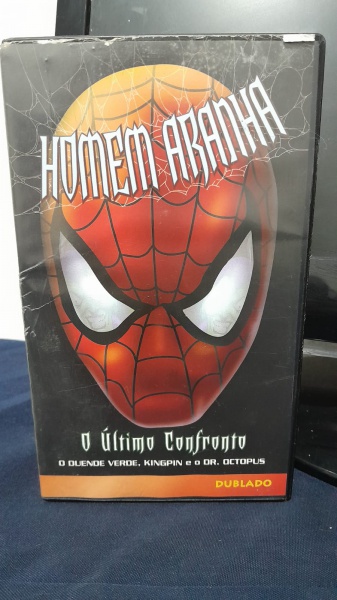 HOMEM ARANHA
O Último Confronto
O DUENDE VERDE, KINGPIN e o DR. OCTOPUS
DUBLADO